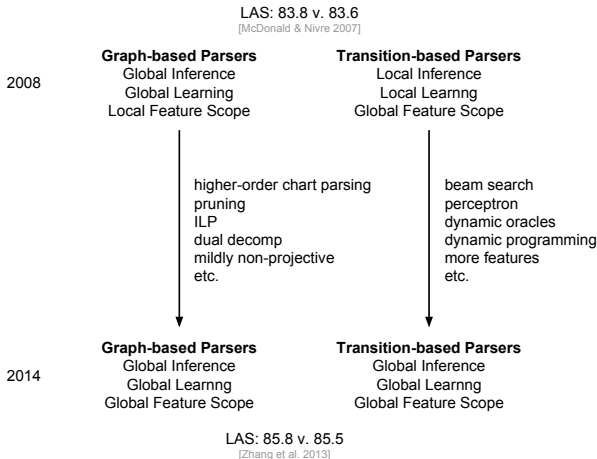 LAS: 83.8 v. 83.6
[McDonald & Nivre 2007]
2008
Graph-based Parsers
Global Inference
Global Learning
Local Feature Scope
Transition-based Parsers
Local Inference
Local Learnng
Global Feature Scope
higher-order chart parsing
pruning
ILP
dual decomp
mildly non-projective
etc.
beam search
perceptron
dynamic oracles
dynamic programming
more features
etc.
2014
Graph-based Parsers
Global Inference
Global Learnng
Global Feature Scope
Transition-based Parsers
Global Inference
Global Learnng
Global Feature Scope
LAS: 85.8 v. 85.5
[Zhang et al. 2013]